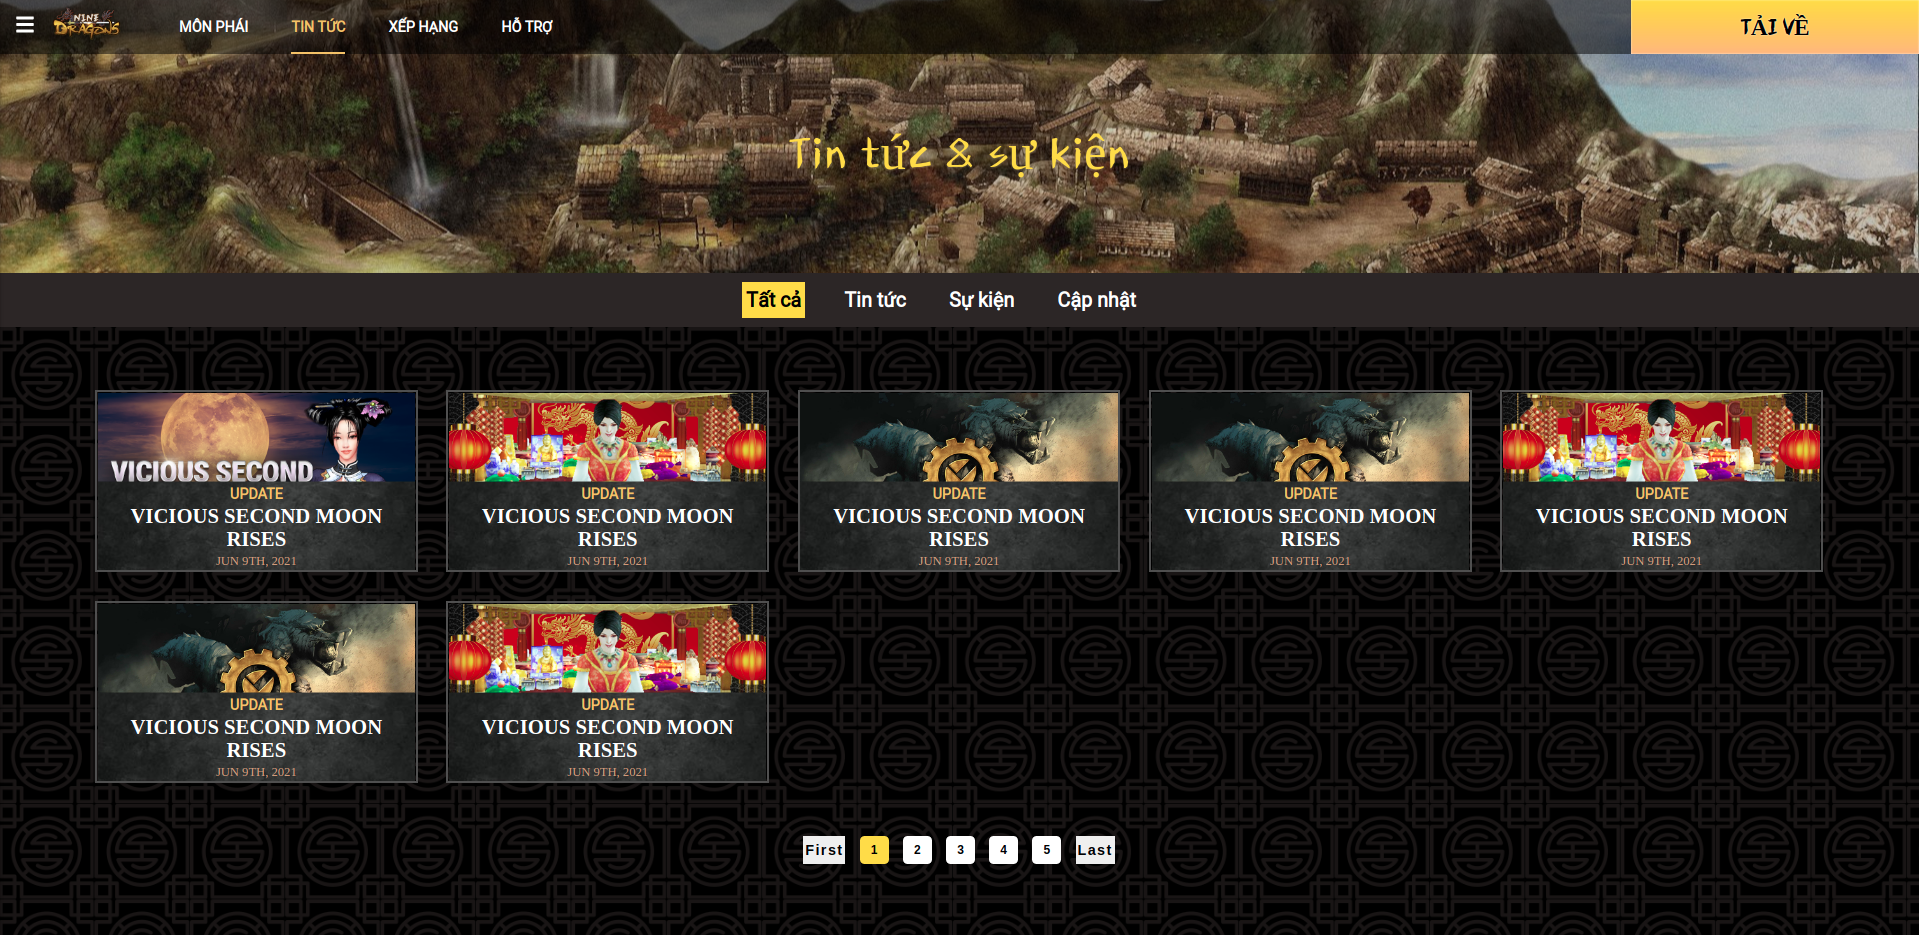 NINE
DRAGONS
MÔN PHÁI
TIN TỨC
XẾP HẠNG
HỖ TRỢ
TẢI VỀ
Tin tức & sự kiện
Tất cả
Tin tức
Sự kiện
Cập nhật
VICIOUS SECOND
UPDATE
VICIOUS SECOND MOON
RISES
JUN 9TH, 2021
UPDATE
VICIOUS SECOND MOON
RISES
JUN 9TH, 2021
UPDATE
VICIOUS SECOND MOON
RISES
JUN 9TH, 2021
UPDATE
VICIOUS SECOND MOON
RISES
JUN 9TH, 2021
UPDATE
VICIOUS SECOND MOON
RISES
JUN 9TH, 2021
UPDATE
VICIOUS SECOND MOON
RISES
JUN 9TH, 2021
UPDATE
VICIOUS SECOND MOON
RISES
JUN 9TH, 2021
First
1
2
3
4
5
Last